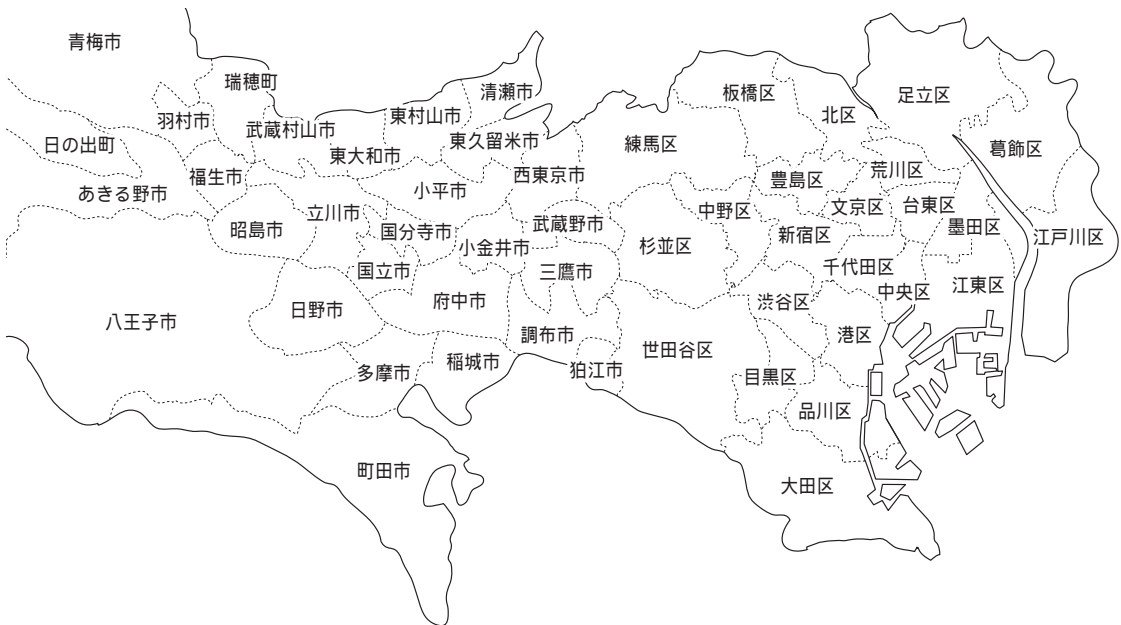 青梅市
瑞穂町
清瀬市
板橋区
足立区
羽村市
武蔵村山市
東村山市
北区
日の出町
東大和市
東久留米市
練馬区
葛飾区
あきる野市
福生市
小平市
西東京市
豊島区
荒川区
昭島市
立川市
国分寺市
武蔵野市
中野区
文京区
台東区
小金井市
杉並区
新宿区
墨田区
江戸川区
国立市
三鷹市
千代田区
八王子市
日野市
府中市
渋谷区
中央区
江東区
調布市
世田谷区
港区
多摩市
稲城市
狛江市
目黒区
品川区
町田市
大田区